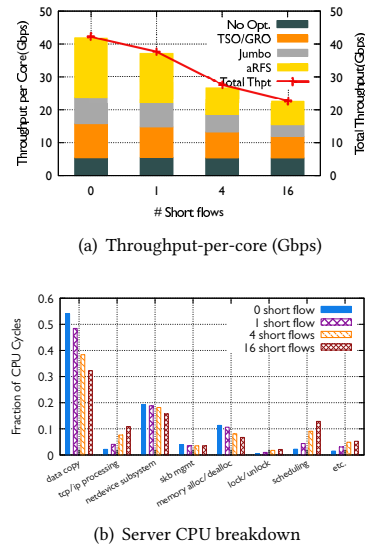 No Opt.
TSO/GRO
Jumbo
aRFS
Total Thpt
Throughput per Core(Gbps)
50
40
30
20
10
0
Total Throughput(Gbps)
50
40
30
20
10
0
0 1 4 16
# Short flows
(a) Throughput-per-core (Gbps)
0 short flow
1 short flow
4 short flows
16 short flows
Fraction of CPU Cycles
0.6
0.5
0.4
0.3
0.2
0.1
0
data copy
tcp/ip processing
netdevice subsystem
skb mgmt
memory alloc/dealloc
lock/unlock
scheduling
etc.
(b) Server CPU breakdown